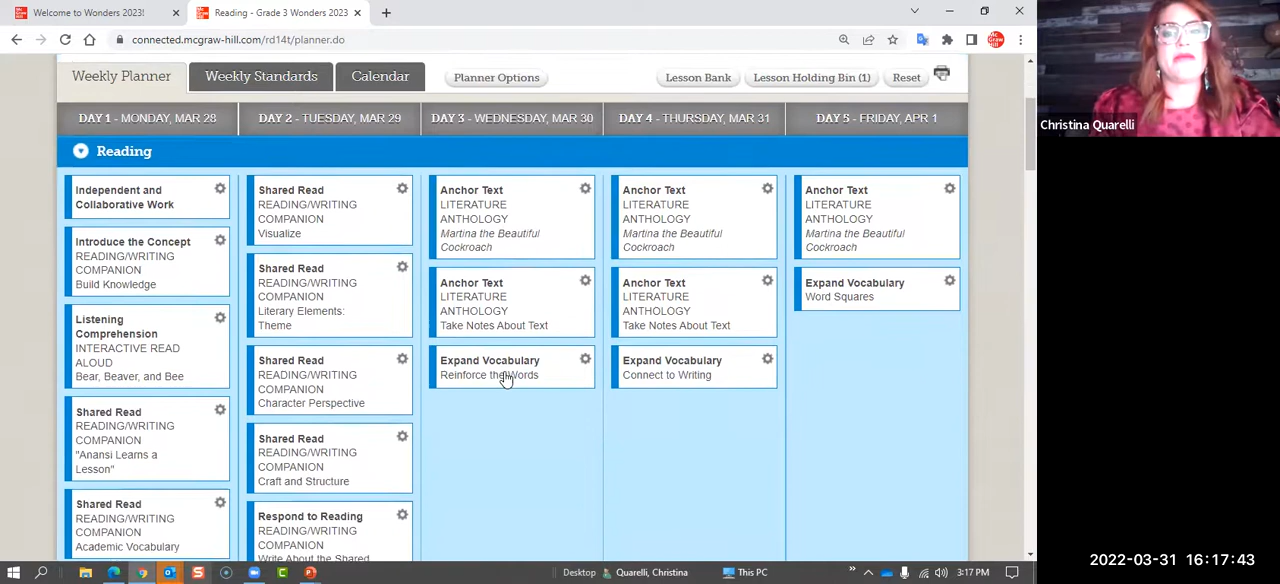 Welcome to Wonders 2023!
Reading - Grade 3 Wonders 2023
connected.mcgraw-hill.com/rd14t/planner.do
Weekly Planner
Weekly Standards
Calendar
Planner Options
Lesson Bank
Lesson Holding Bin (1)
Reset
DAY 1 - MONDAY, MAR 28
DAY 2 - TUESDAY, MAR 29
DAY 3 - WEDNESDAY, MAR 30
DAY 4 - THURSDAY, MAR 31
DAY 5 - FRIDAY, APR 1
Reading
Independent and
Collaborative Work
Introduce the Concept
READING/WRITING
COMPANION
Build Knowledge
Listening
Comprehension
INTERACTIVE READ
ALOUD
Bear, Beaver, and Bee
Shared Read
READING/WRITING
COMPANION
"Anansi Learns a
Lesson"
Shared Read
READING/WRITING
COMPANION
Academic Vocabulary
Shared Read
READING/WRITING
COMPANION
Visualize
Shared Read
READING/WRITING
COMPANION
Literary Elements:
Theme
Shared Read
READING/WRITING
COMPANION
Character Perspective
Shared Read
READING/WRITING
COMPANION
Craft and Structure
Respond to Reading
READING/WRITING
COMPANION
Write About the Shared
Anchor Text
LITERATURE
ANTHOLOGY
Martina the Beautiful
Cockroach
Anchor Text
LITERATURE
ANTHOLOGY
Take Notes About Text
Expand Vocabulary
Reinforce the Words
Anchor Text
LITERATURE
ANTHOLOGY
Martina the Beautiful
Cockroach
Anchor Text
LITERATURE
ANTHOLOGY
Take Notes About Text
Expand Vocabulary
Connect to Writing
Anchor Text
LITERATURE
ANTHOLOGY
Martina the Beautiful
Cockroach
Expand Vocabulary
Word Squares
Christina Quarelli
Desktop
Quarelli, Christina
This PC
3:17 PM
2022-03-31 16:17:43